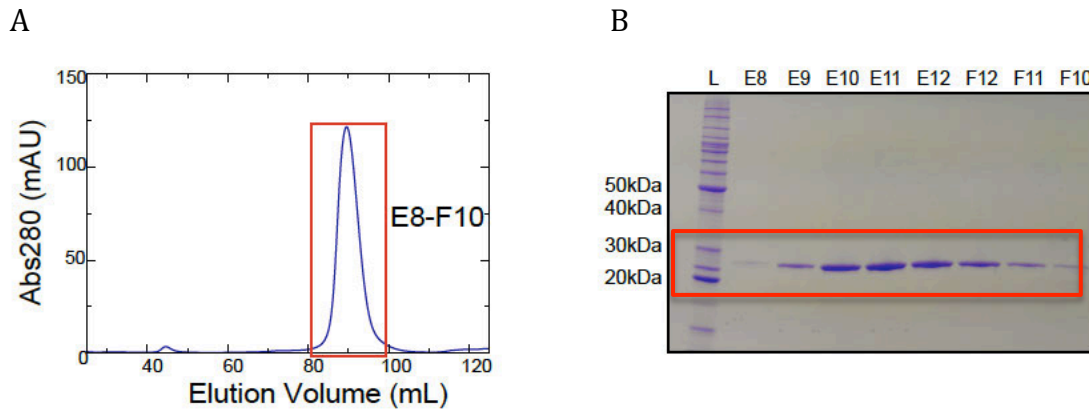 A
150
100
50
0
Abs280 (mAU)
40
60
80
100
120
Elution Volume (mL)
E8-F10
B
L E8 E9 E10 E11 E12 F12 F11 F10
50kDa
40kDa
30kDa
20kDa